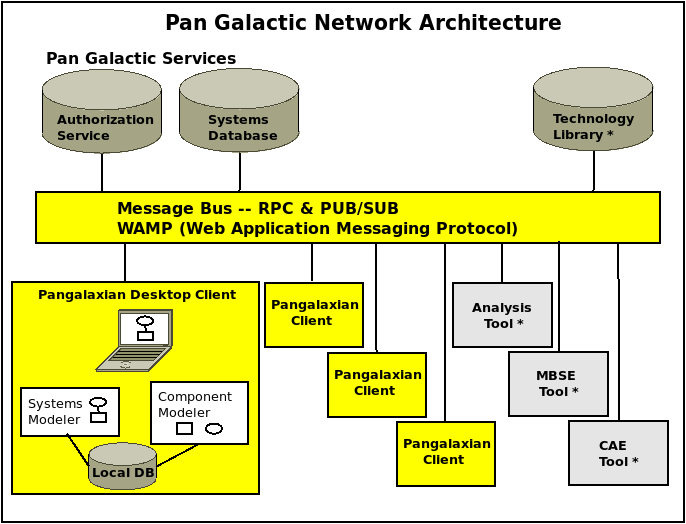 Pan Galactic Network Architecture
Pan Galactic Services
Authorization
Service
Systems
Database
Technology
Library *
Message Bus -- RPC & PUB/SUB
WAMP (Web Application Messaging Protocol)
Pangalaxian Desktop Client
Systems
Modeler
Component
Modeler
Local DB
Pangalaxian
Client
Pangalaxian
Client
Pangalaxian
Client
Analysis
Tool *
MBSE
Tool *
CAE
Tool *